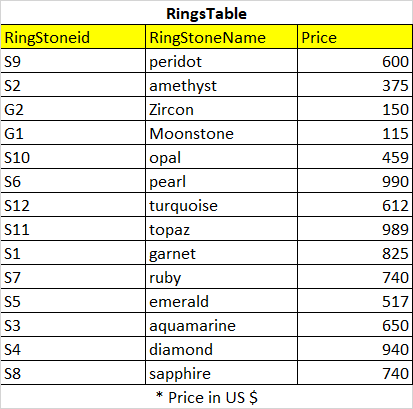 RingsTable
RingStoneid RingStoneName Price
S9 peridot 600
S2 amethyst 375
G2 Zircon 150
G1 Moonstone 115
S10 opal 459
S6 pearl 990
S12 turquoise 612
S11 topaz 989
S1 garnet 825
S7 ruby 740
S5 emerald 517
S3 aquamarine 650
S4 diamond 940
S8 sapphire 740
* Price in US $